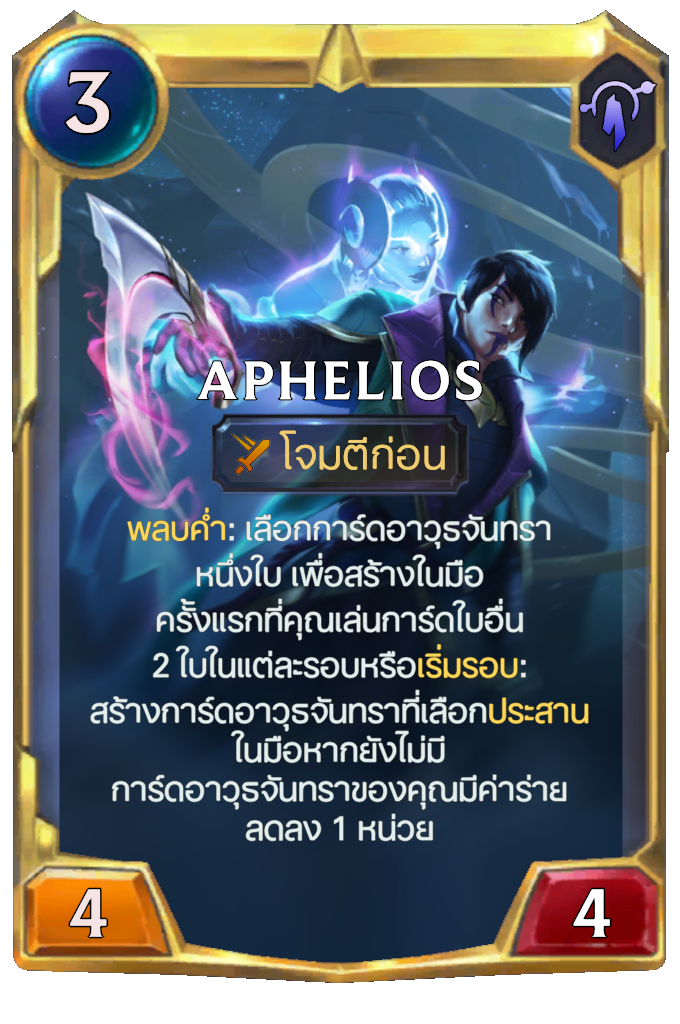 3
APHELIOS
โจมตีก่อน
พลบค่ำ: เลือกการ์ดอาวุธจันทรา
หนึ่งใบ เพื่อสร้างในมือ
ครั้งแรกที่คุณเล่นการ์ดใบอื่น
2 ใบในแต่ละรอบหรือเริ่มรอบ:
สร้างการ์ดอาวุธจันทราที่เลือกประสาน
ในมือหากยังไม่มี
การ์ดอาวุธจันทราของคุณมีค่าร่าย
ลดลง 1 หน่วย
4
4